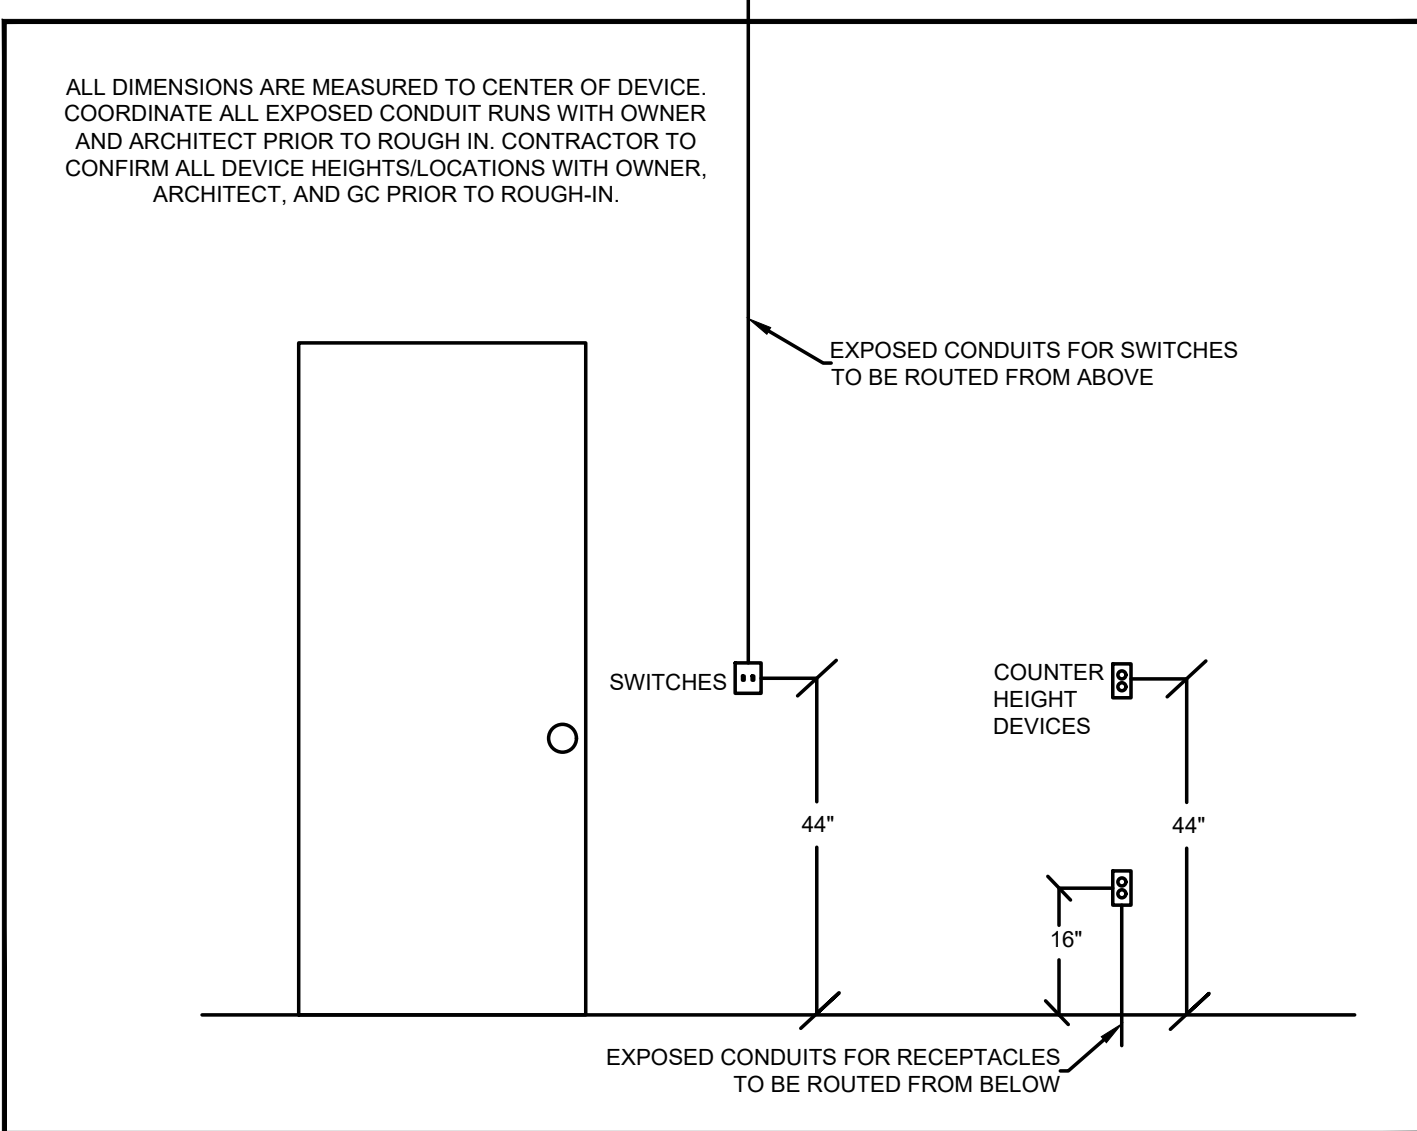 ALL DIMENSIONS ARE MEASURED TO CENTER OF DEVICE.
COORDINATE ALL EXPOSED CONDUIT RUNS WITH OWNER
AND ARCHITECT PRIOR TO ROUGH IN. CONTRACTOR TO
CONFIRM ALL DEVICE HEIGHTS/LOCATIONS WITH OWNER,
ARCHITECT, AND GC PRIOR TO ROUGH-IN.
EXPOSED CONDUITS FOR SWITCHES
TO BE ROUTED FROM ABOVE
SWITCHES
COUNTER
HEIGHT
DEVICES
44"
44"
16"
EXPOSED CONDUITS FOR RECEPTACLES
TO BE ROUTED FROM BELOW